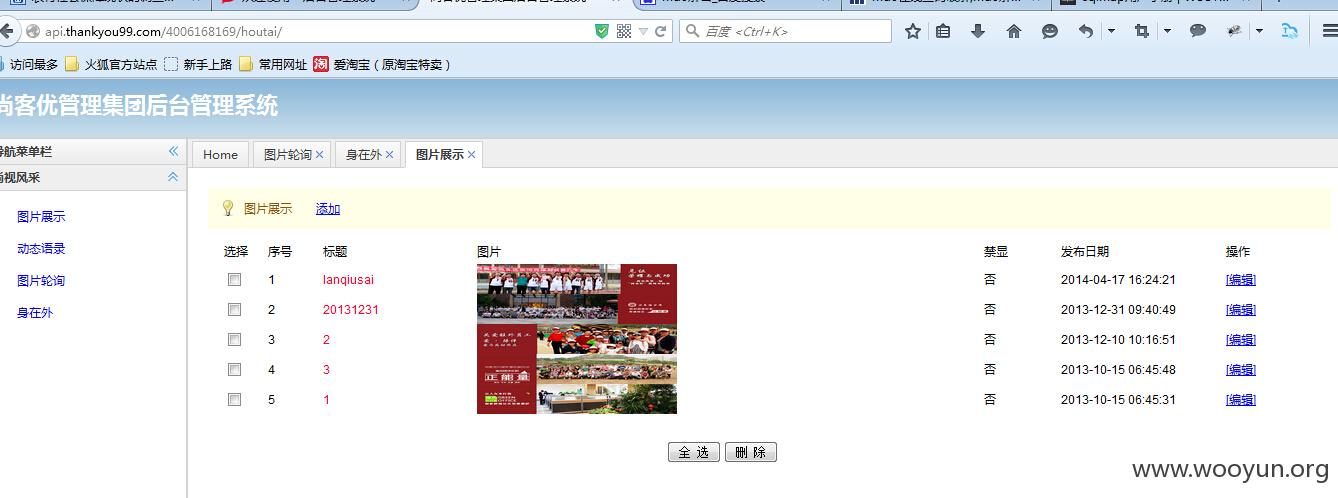 api.thankyou99.com/4006168169/houtai/
百度 <Ctrl+K>
访问最多 火狐官方站点 新手上路 常用网址 淘 爱淘宝（原淘宝特卖）
尚客优管理集团后台管理系统
导航菜单栏
尚视风采
图片展示
动态语录
图片轮询
身在外
Home 图片轮询 身在外 图片展示
图片展示 添加
选择 序号 标题 图片 禁显 发布日期 操作
1 lanqiusai 否 2014-04-17 16:24:21 [编辑]
2 20131231 否 2013-12-31 09:40:49 [编辑]
3 2 否 2013-12-10 10:16:51 [编辑]
4 3 否 2013-10-15 06:45:48 [编辑]
5 1 否 2013-10-15 06:45:31 [编辑]
正能量
全 选 删 除
www.wooyun.org